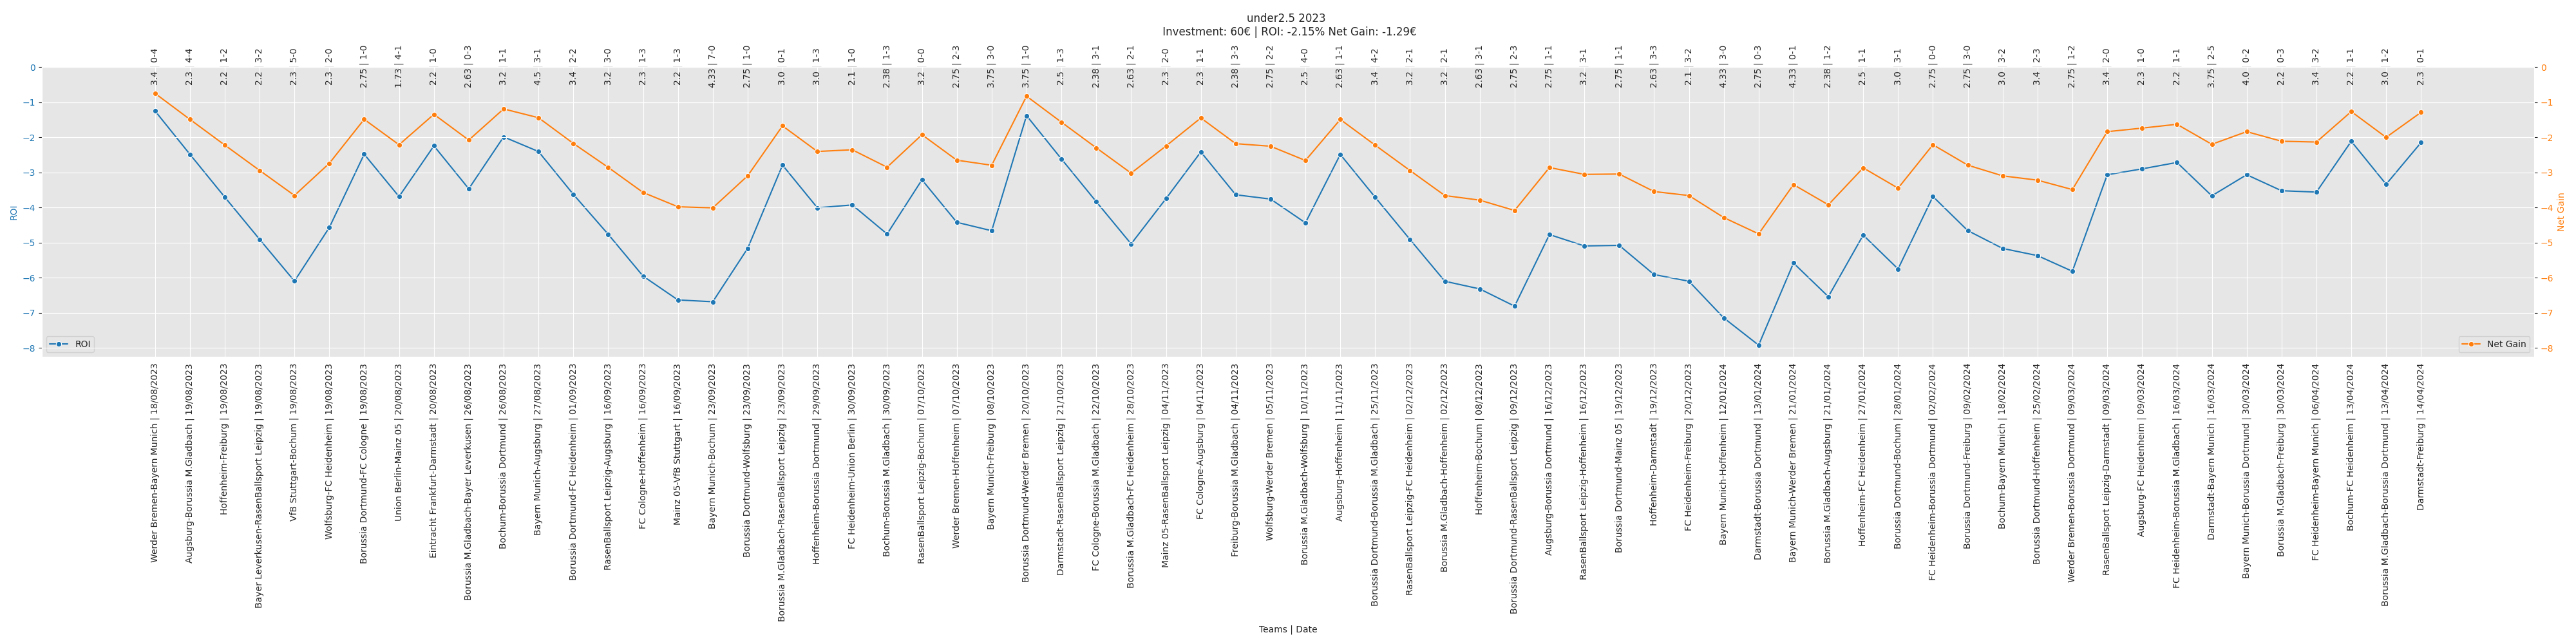 under2.5 2023
Investment: 60€ | ROI: -2.15% Net Gain: -1.29€
3.4 0-4
2.3 4-4
2.2 1-2
2.2 3-2
2.3 5-0
2.3 2-0
2.75 | 1-0
1.73 | 4-1
2.2 1-0
2.63 | 0-3
3.2 1-1
4.5 3-1
3.4 2-2
3.2 3-0
2.3 1-3
2.2 1-3
4.33 | 7-0
2.75 | 1-0
3.0 0-1
3.0 1-3
2.1 1-0
2.38 | 1-3
3.2 0-0
2.75 | 2-3
3.75 | 3-0
3.75 | 1-0
2.5 1-3
2.38 | 3-1
2.63 | 2-1
2.3 2-0
2.3 1-1
2.38 | 3-3
2.75 | 2-2
2.5 4-0
2.63 | 1-1
3.4 4-2
3.2 2-1
3.2 2-1
2.63 | 3-1
2.75 | 2-3
2.75 | 1-1
3.2 3-1
2.75 | 1-1
2.63 | 3-3
2.1 3-2
4.33 | 3-0
2.75 | 0-3
4.33 | 0-1
2.38 | 1-2
2.5 1-1
3.0 3-1
2.75 | 0-0
2.75 | 3-0
3.0 3-2
3.4 2-3
2.75 | 1-2
3.4 2-0
2.3 1-0
2.2 1-1
3.75 | 2-5
4.0 0-2
2.2 0-3
3.4 3-2
2.2 1-1
3.0 1-2
2.3 0-1
0
−1
−2
−3
−4
−5
−6
−7
−8
ROI
ROI
0
−1
−2
−3
−4
−5
−6
−7
−8
Net Gain
Net Gain
Werder Bremen-Bayern Munich | 18/08/2023
Augsburg-Borussia M.Gladbach | 19/08/2023
Hoffenheim-Freiburg | 19/08/2023
Bayer Leverkusen-RasenBallsport Leipzig | 19/08/2023
VfB Stuttgart-Bochum | 19/08/2023
Wolfsburg-FC Heidenheim | 19/08/2023
Borussia Dortmund-FC Cologne | 19/08/2023
Union Berlin-Mainz 05 | 20/08/2023
Eintracht Frankfurt-Darmstadt | 20/08/2023
Borussia M.Gladbach-Bayer Leverkusen | 26/08/2023
Bochum-Borussia Dortmund | 26/08/2023
Bayern Munich-Augsburg | 27/08/2023
Borussia Dortmund-FC Heidenheim | 01/09/2023
RasenBallsport Leipzig-Augsburg | 16/09/2023
FC Cologne-Hoffenheim | 16/09/2023
Mainz 05-VfB Stuttgart | 16/09/2023
Bayern Munich-Bochum | 23/09/2023
Borussia Dortmund-Wolfsburg | 23/09/2023
Borussia M.Gladbach-RasenBallsport Leipzig | 23/09/2023
Hoffenheim-Borussia Dortmund | 29/09/2023
FC Heidenheim-Union Berlin | 30/09/2023
Bochum-Borussia M.Gladbach | 30/09/2023
RasenBallsport Leipzig-Bochum | 07/10/2023
Werder Bremen-Hoffenheim | 07/10/2023
Bayern Munich-Freiburg | 08/10/2023
Borussia Dortmund-Werder Bremen | 20/10/2023
Darmstadt-RasenBallsport Leipzig | 21/10/2023
FC Cologne-Borussia M.Gladbach | 22/10/2023
Borussia M.Gladbach-FC Heidenheim | 28/10/2023
Mainz 05-RasenBallsport Leipzig | 04/11/2023
FC Cologne-Augsburg | 04/11/2023
Freiburg-Borussia M.Gladbach | 04/11/2023
Wolfsburg-Werder Bremen | 05/11/2023
Borussia M.Gladbach-Wolfsburg | 10/11/2023
Augsburg-Hoffenheim | 11/11/2023
Borussia Dortmund-Borussia M.Gladbach | 25/11/2023
RasenBallsport Leipzig-FC Heidenheim | 02/12/2023
Borussia M.Gladbach-Hoffenheim | 02/12/2023
Hoffenheim-Bochum | 08/12/2023
Borussia Dortmund-RasenBallsport Leipzig | 09/12/2023
Augsburg-Borussia Dortmund | 16/12/2023
RasenBallsport Leipzig-Hoffenheim | 16/12/2023
Borussia Dortmund-Mainz 05 | 19/12/2023
Hoffenheim-Darmstadt | 19/12/2023
FC Heidenheim-Freiburg | 20/12/2023
Bayern Munich-Hoffenheim | 12/01/2024
Darmstadt-Borussia Dortmund | 13/01/2024
Bayern Munich-Werder Bremen | 21/01/2024
Borussia M.Gladbach-Augsburg | 21/01/2024
Hoffenheim-FC Heidenheim | 27/01/2024
Borussia Dortmund-Bochum | 28/01/2024
FC Heidenheim-Borussia Dortmund | 02/02/2024
Borussia Dortmund-Freiburg | 09/02/2024
Bochum-Bayern Munich | 18/02/2024
Borussia Dortmund-Hoffenheim | 25/02/2024
Werder Bremen-Borussia Dortmund | 09/03/2024
RasenBallsport Leipzig-Darmstadt | 09/03/2024
Augsburg-FC Heidenheim | 09/03/2024
FC Heidenheim-Borussia M.Gladbach | 16/03/2024
Darmstadt-Bayern Munich | 16/03/2024
Bayern Munich-Borussia Dortmund | 30/03/2024
Borussia M.Gladbach-Freiburg | 30/03/2024
FC Heidenheim-Bayern Munich | 06/04/2024
Bochum-FC Heidenheim | 13/04/2024
Borussia M.Gladbach-Borussia Dortmund | 13/04/2024
Darmstadt-Freiburg | 14/04/2024
Teams | Date